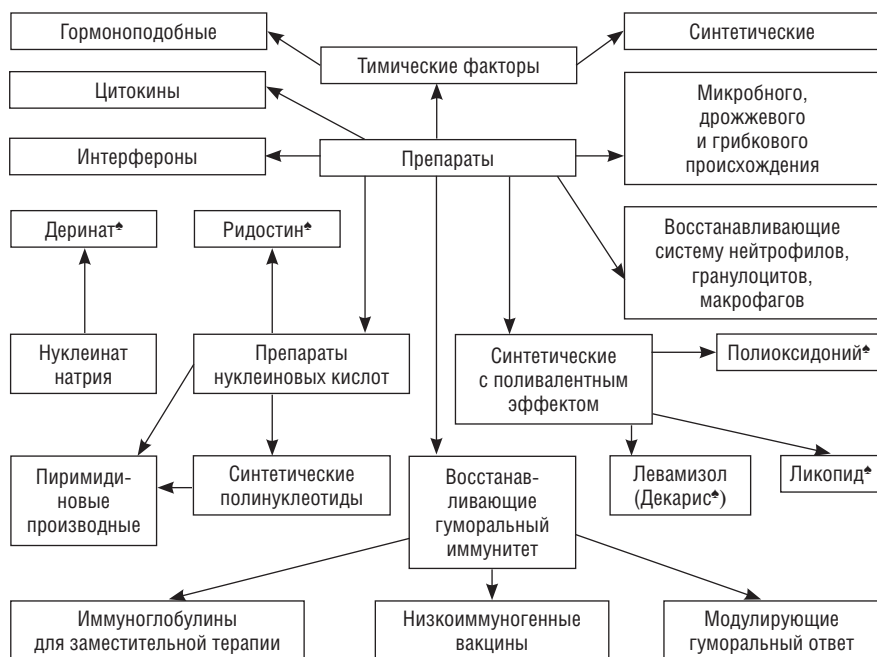 Гормоноподобные
Синтетические
Тимические факторы
Цитокины
Микробного,
дрожжевого
и грибкового
происхождения
Интерфероны
Препараты
Деринат♠
Ридостин♠
Восстанавливающие
систему нейтрофилов,
гранулоцитов,
макрофагов
Нуклеинат
натрия
Препараты
нуклеиновых кислот
Синтетические
с поливалентным
эффектом
Полиоксидоний♠
Пиримиди-
новые
производные
Синтетические
полинуклеотиды
Восстанав-
ливающие
гуморальный
иммунитет
Левамизол
(Декарис♠)
Ликопид♠
Иммуноглобулины
для заместительной терапии
Низкоиммуногенные
вакцины
Модулирующие
гуморальный ответ